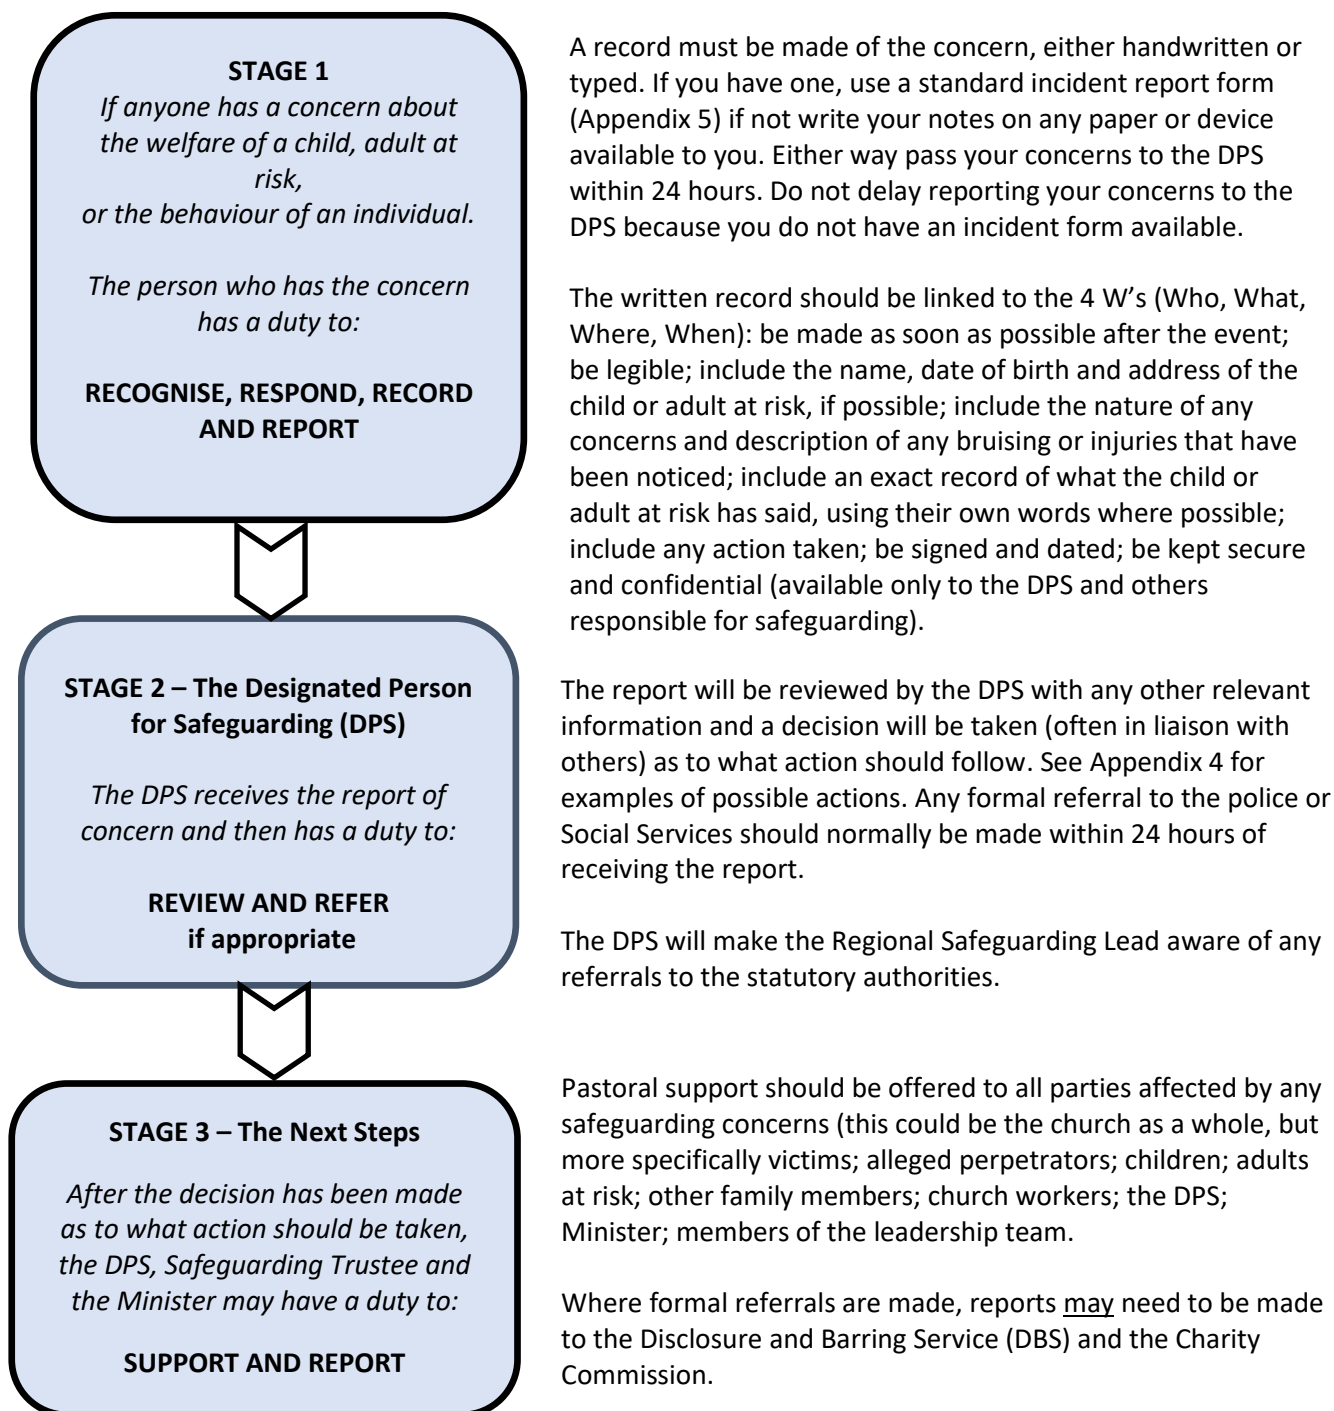 STAGE 1
If anyone has a concern about
the welfare of a child, adult at
risk,
or the behaviour of an individual.
The person who has the concern
has a duty to:
RECOGNISE, RESPOND, RECORD
AND REPORT
A record must be made of the concern, either handwritten or
typed. If you have one, use a standard incident report form
(Appendix 5) if not write your notes on any paper or device
available to you. Either way pass your concerns to the DPS
within 24 hours. Do not delay reporting your concerns to the
DPS because you do not have an incident form available.
The written record should be linked to the 4 W’s (Who, What,
Where, When): be made as soon as possible after the event;
be legible; include the name, date of birth and address of the
child or adult at risk, if possible; include the nature of any
concerns and description of any bruising or injuries that have
been noticed; include an exact record of what the child or
adult at risk has said, using their own words where possible;
include any action taken; be signed and dated; be kept secure
and confidential (available only to the DPS and others
responsible for safeguarding).
STAGE 2 – The Designated Person
for Safeguarding (DPS)
The DPS receives the report of
concern and then has a duty to:
REVIEW AND REFER
if appropriate
The report will be reviewed by the DPS with any other relevant
information and a decision will be taken (often in liaison with
others) as to what action should follow. See Appendix 4 for
examples of possible actions. Any formal referral to the police or
Social Services should normally be made within 24 hours of
receiving the report.
The DPS will make the Regional Safeguarding Lead aware of any
referrals to the statutory authorities.
STAGE 3 – The Next Steps
After the decision has been made
as to what action should be taken,
the DPS, Safeguarding Trustee and
the Minister may have a duty to:
SUPPORT AND REPORT
Pastoral support should be offered to all parties affected by any
safeguarding concerns (this could be the church as a whole, but
more specifically victims; alleged perpetrators; children; adults
at risk; other family members; church workers; the DPS;
Minister; members of the leadership team.
Where formal referrals are made, reports may need to be made
to the Disclosure and Barring Service (DBS) and the Charity
Commission.